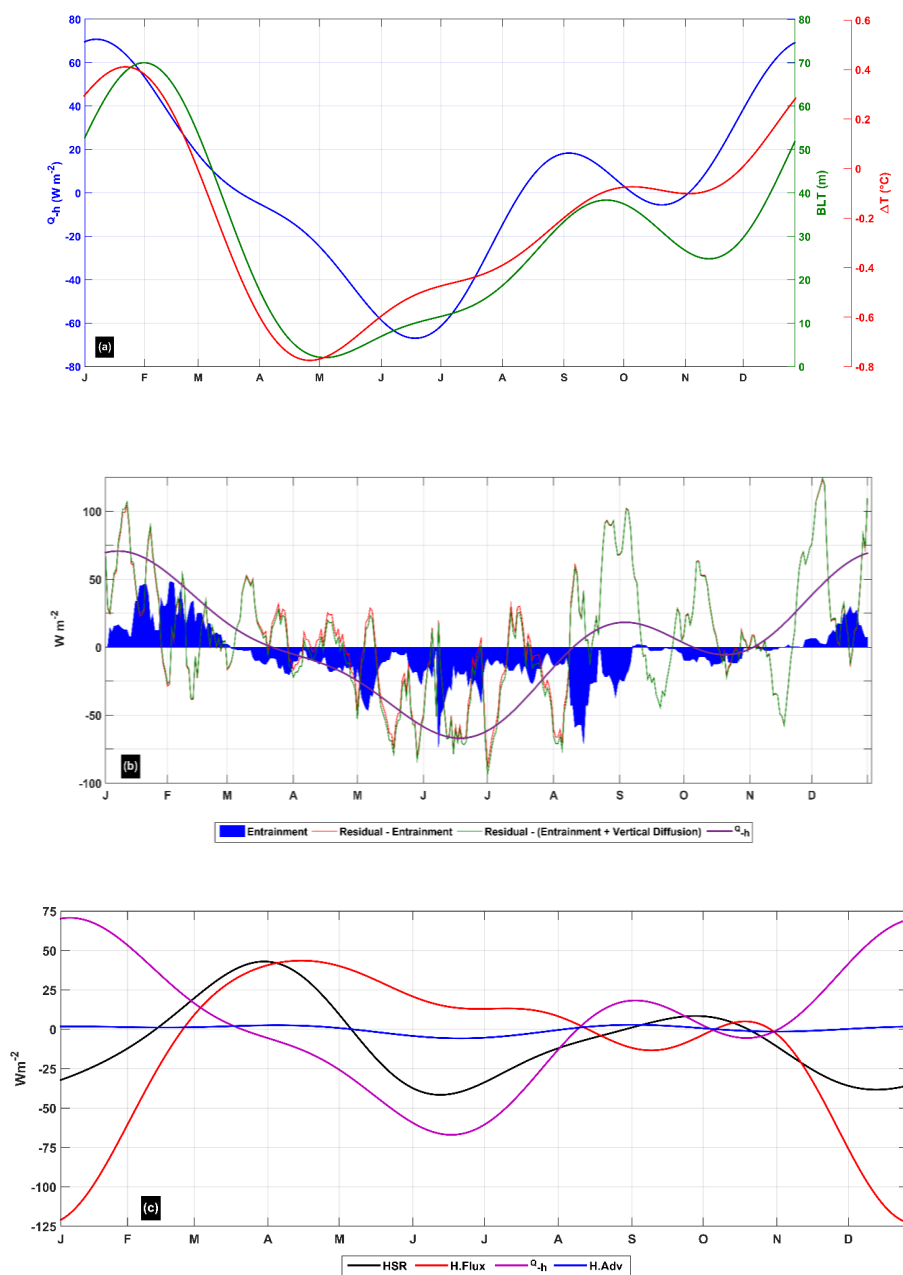 80 80 0.6
60 70
40 60 0.4
20 50 0.2
0 40 0
-20 30 -0.2
-40 20 -0.4
-60 10 -0.6
-80 0 -0.8
Q-h (W m-2)
BLT (m)
ΔT (°C)
(a)
J F M A M J J A S O N D
100
50
0
-50
-100
W m-2
(b)
J F M A M J J A S O N D
Entrainment Residual - Entrainment Residual - (Entrainment + Vertical Diffusion) Q-h
75
50
25
0
-25
-50
-75
-100
-125
Wm-2
(c)
J F M A M J J A S O N D
HSR H.Flux Q-h H.Adv